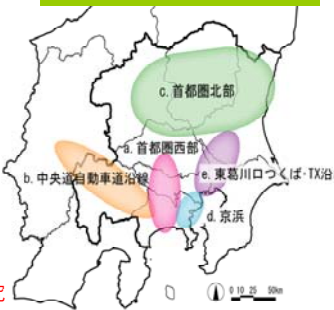 c. 首都圏北部
a. 首都圏西部
b. 中央道自動車道沿線
e. 東葛川口つくば・TX沿
d. 京浜
0 10 25 50km